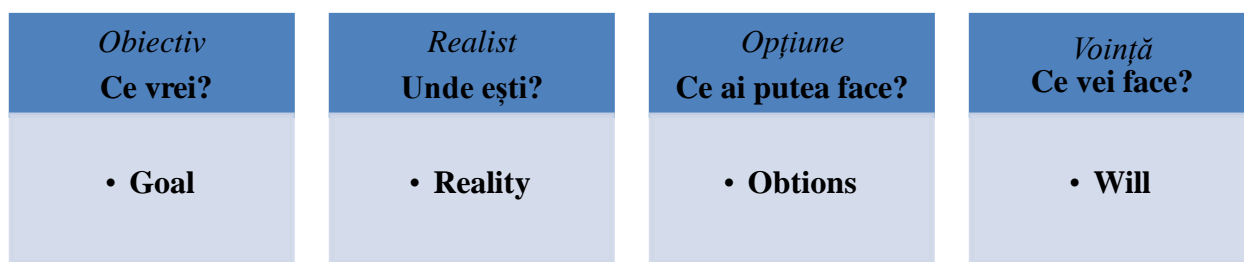 Obiectiv
Ce vrei?
• Goal
Realist
Unde ești?
• Reality
Opțiune
Ce ai putea face?
• Obtions
Voință
Ce vei face?
• Will